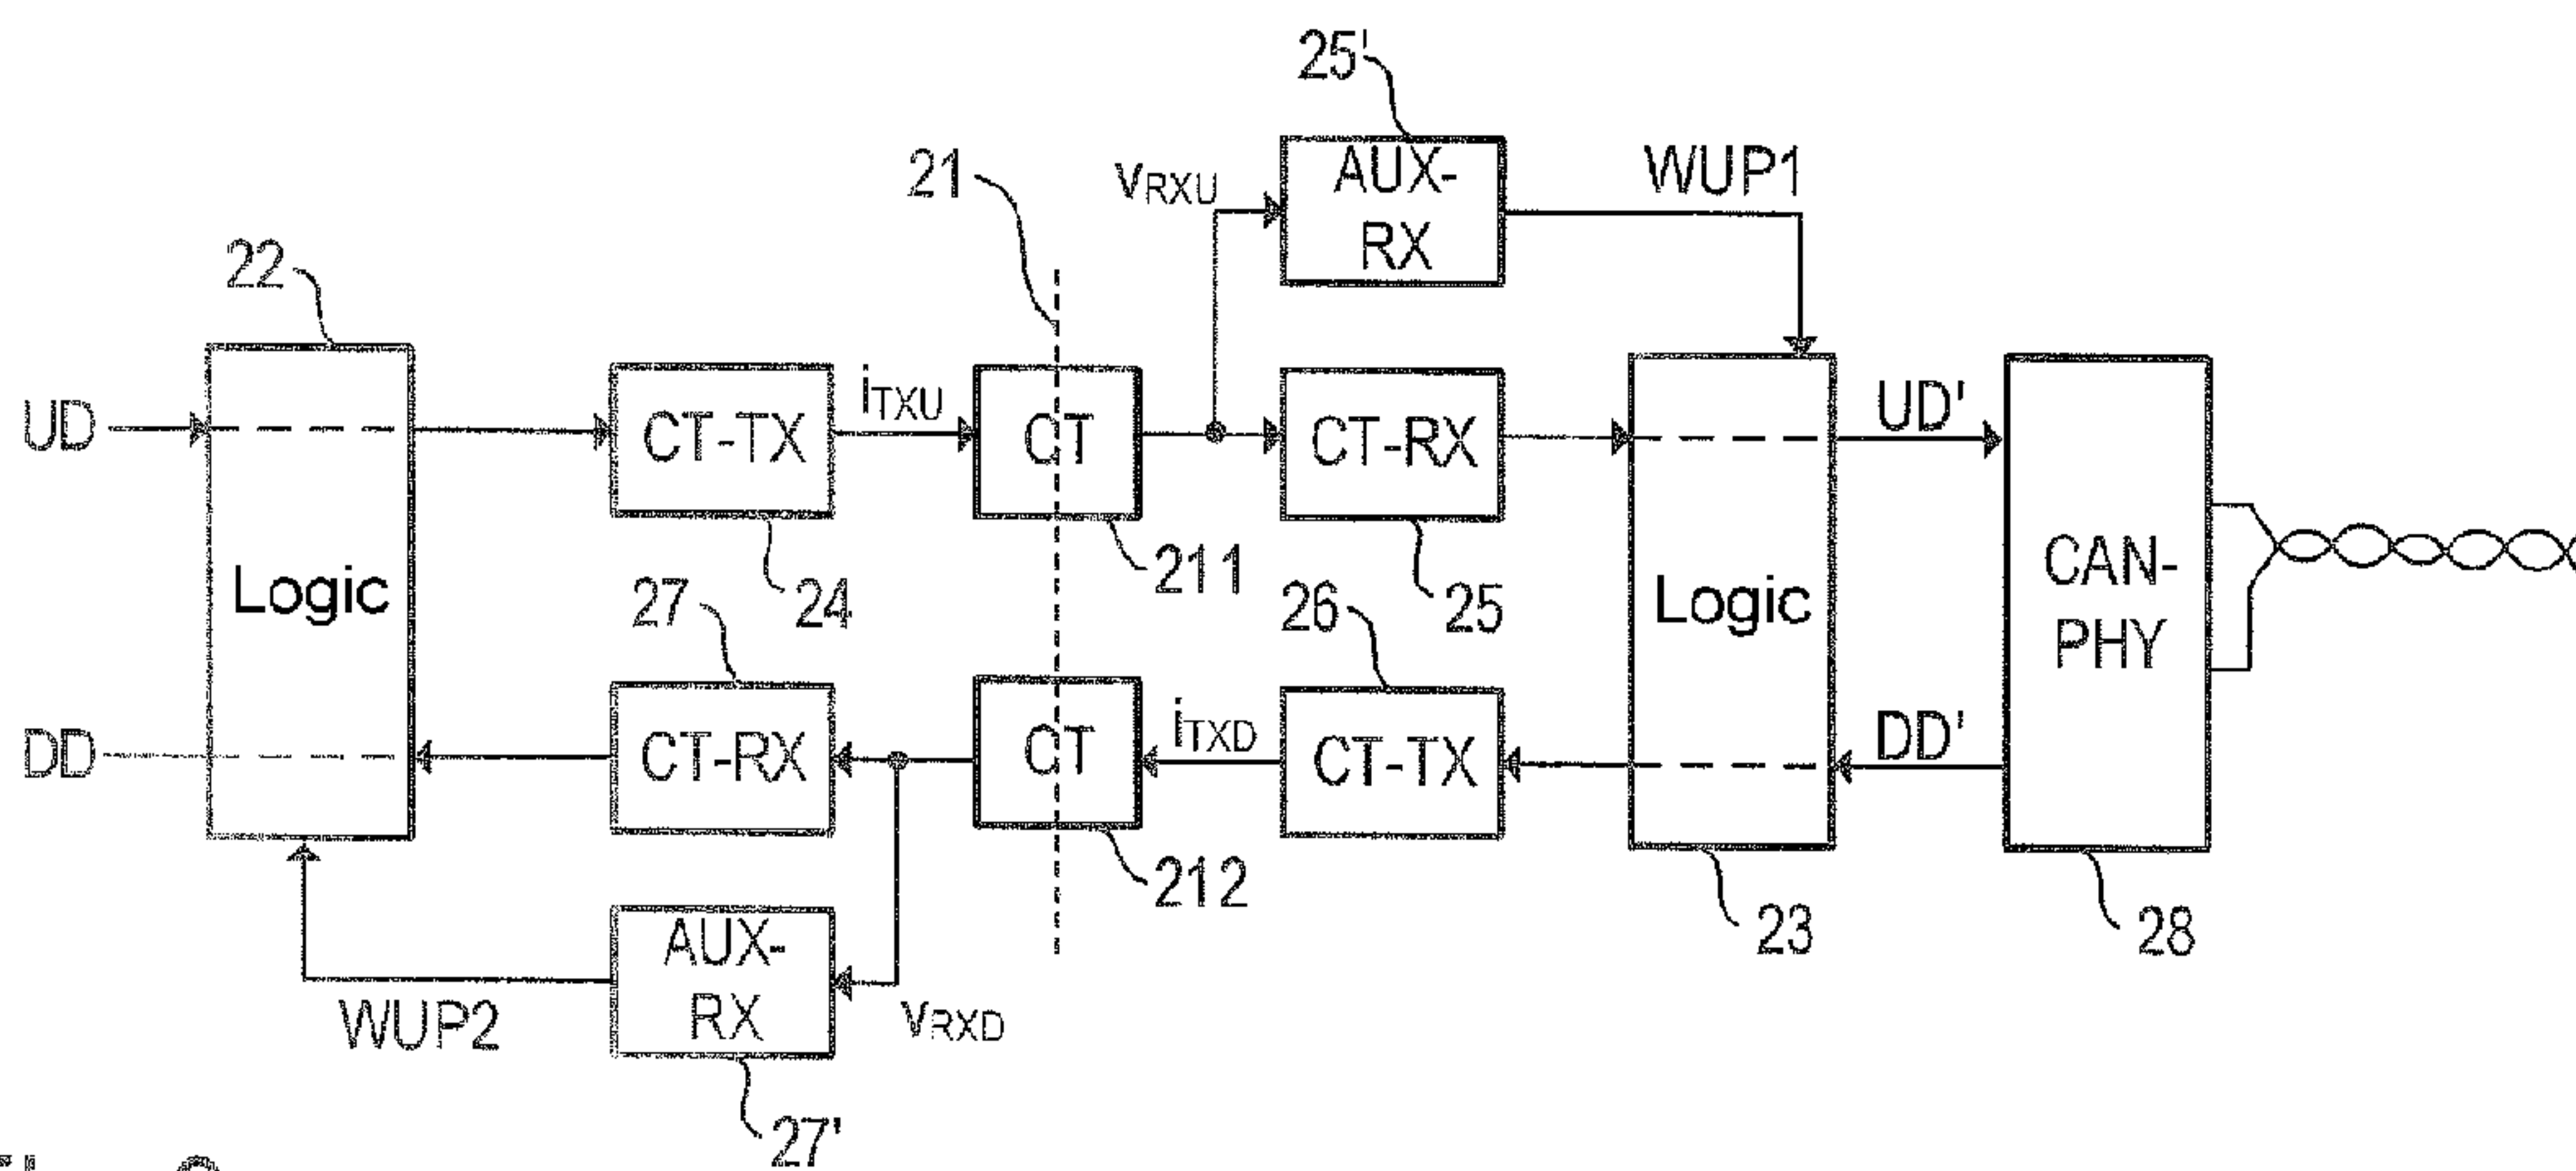 25'
21
vRXU
AUX-
RX
WUP1
22
UD
CT-TX
iTXU
CT
CT-RX
UD'
Logic
24
27
211
26
25
Logic
CAN-
PHY
DD
CT-RX
CT
iTXD
CT-TX
DD'
212
23
28
AUX-
RX
WUP2
vRXD
27'